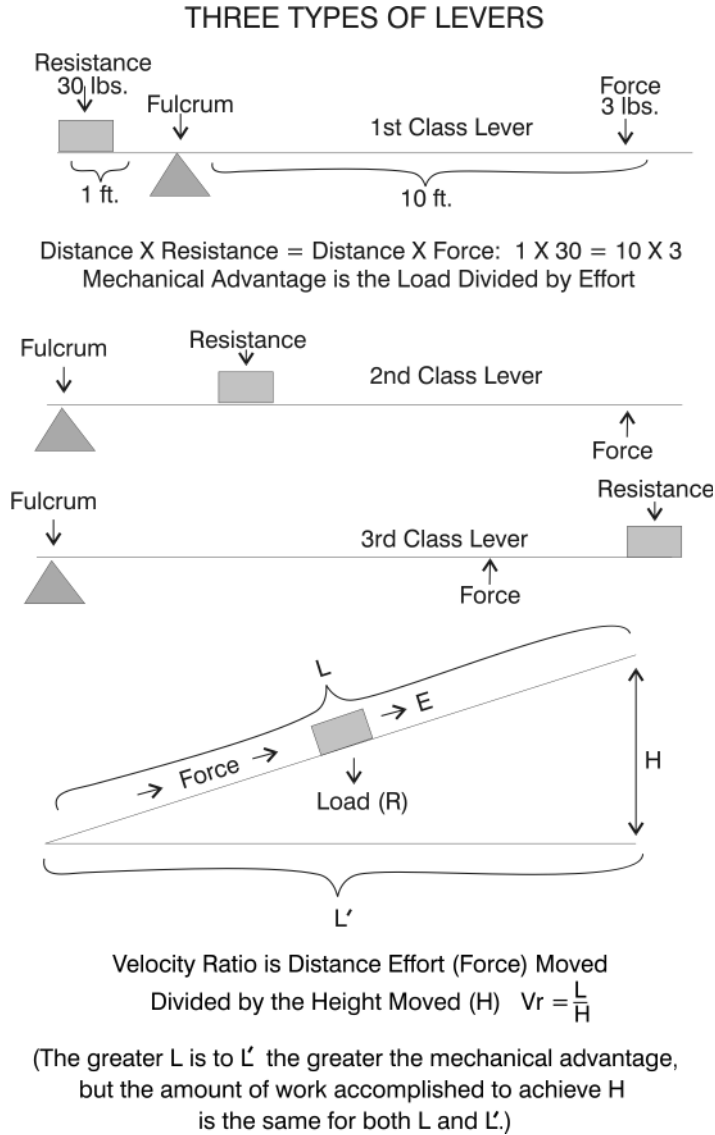 THREE TYPES OF LEVERS
Resistance
30 lbs.
Fulcrum
Force
3 lbs.
1st Class Lever
1 ft.
10 ft.
Distance X Resistance = Distance X Force: 1 X 30 = 10 X 3
Mechanical Advantage is the Load Divided by Effort
Fulcrum
Resistance
2nd Class Lever
Force
Fulcrum
Resistance
3rd Class Lever
Force
L
E
Force
H
Load (R)
L′
Velocity Ratio is Distance Effort (Force) Moved
Divided by the Height Moved (H) Vr = L/H
(The greater L is to L′ the greater the mechanical advantage,
but the amount of work accomplished to achieve H
is the same for both L and L′.)